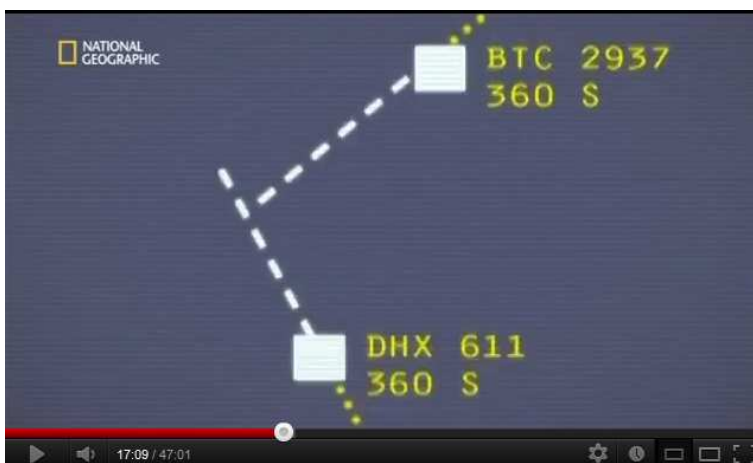 NATIONAL
GEOGRAPHIC
BTC 2937
360 S
DHX 611
360 S
17:09 / 47:01